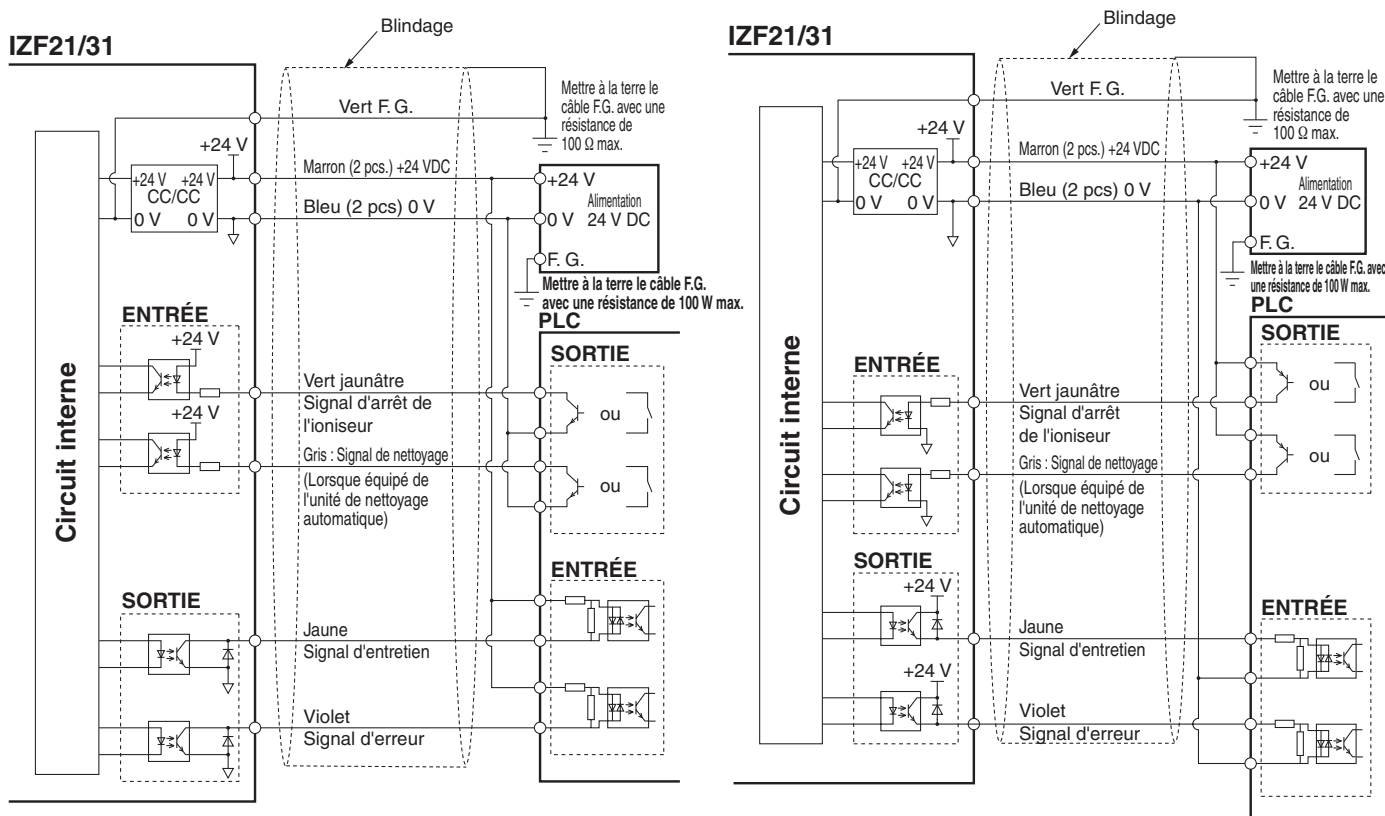 IZF21/31
Blindage
Vert F. G.
Mettre à la terre le
câble F.G. avec une
résistance de
100 Ω max.
+24 V
Marron (2 pcs.) +24 VDC
+24 V +24 V
CC/CC
0 V 0 V
Bleu (2 pcs) 0 V
+24 V
Alimentation
0 V 24 V DC
F. G.
Mettre à la terre le câble F.G.
avec une résistance de 100 W max.
PLC
Circuit interne
ENTRÉE
+24 V
+24 V
SORTIE
Vert jaunâtre
Signal d'arrêt de
l'ioniseur
ou
Gris : Signal de nettoyage
(Lorsque équipé de
l'unité de nettoyage
automatique)
ou
SORTIE
ENTRÉE
Jaune
Signal d'entretien
Violet
Signal d'erreur
IZF21/31
Blindage
Vert F. G.
Mettre à la terre le
câble F.G. avec une
résistance de
100 Ω max.
+24 V
Marron (2 pcs.) +24 VDC
+24 V +24 V
CC/CC
0 V 0 V
Bleu (2 pcs) 0 V
+24 V
Alimentation
0 V 24 V DC
F. G.
Mettre à la terre le câble F.G. avec
une résistance de 100 W max.
PLC
Circuit interne
ENTRÉE
SORTIE
Vert jaunâtre
Signal d'arrêt
de l'ioniseur
ou
Gris : Signal de nettoyage
(Lorsque équipé de
l'unité de nettoyage
automatique)
ou
SORTIE
+24 V
+24 V
ENTRÉE
Jaune
Signal d'entretien
Violet
Signal d'erreur